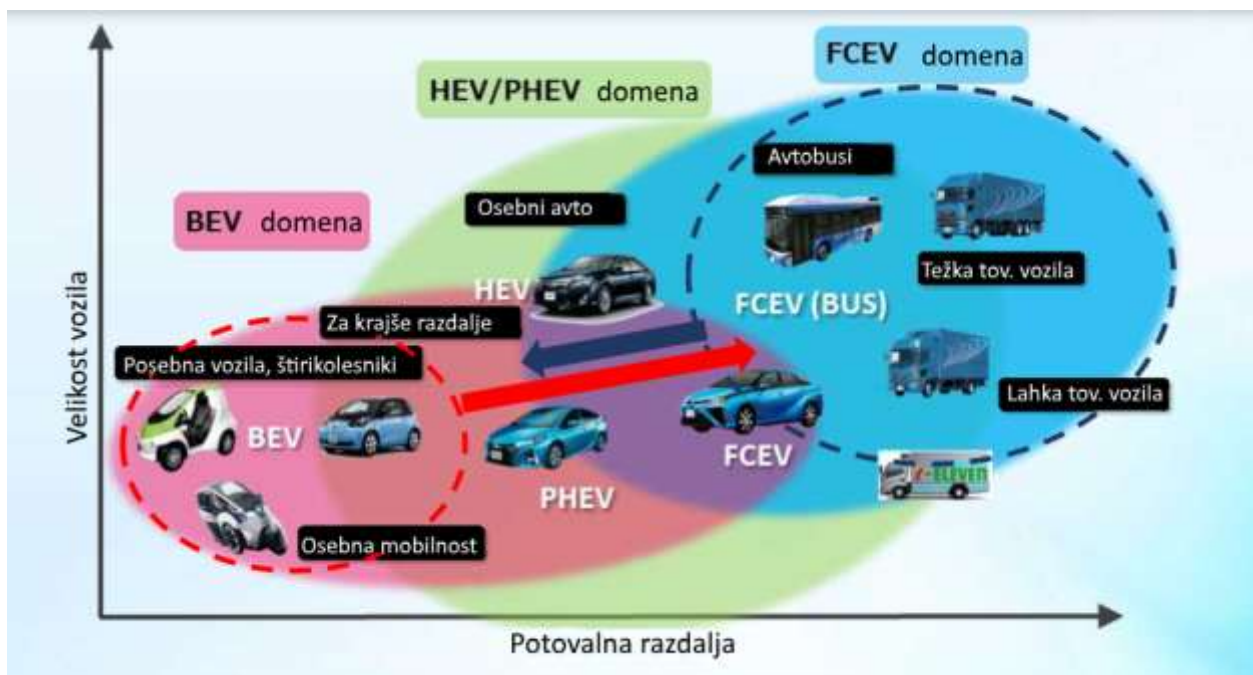 FCEV domena
HEV/PHEV domena
Avtobusi
BEV domena
Osebni avto
Težka tov. vozila
HEV
FCEV (BUS)
Za krajše razdalje
Posebna vozila, štirikolesniki
Lahka tov. vozila
BEV
FCEV
PHEV
ELEVEN
Osebna mobilnost
Velikost vozila
Potovalna razdalja